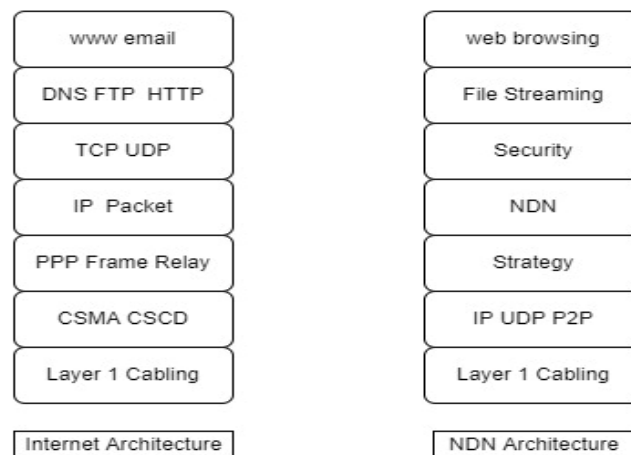 www email
DNS FTP HTTP
TCP UDP
IP Packet
PPP Frame Relay
CSMA CSCD
Layer 1 Cabling
Internet Architecture
web browsing
File Streaming
Security
NDN
Strategy
IP UDP P2P
Layer 1 Cabling
NDN Architecture